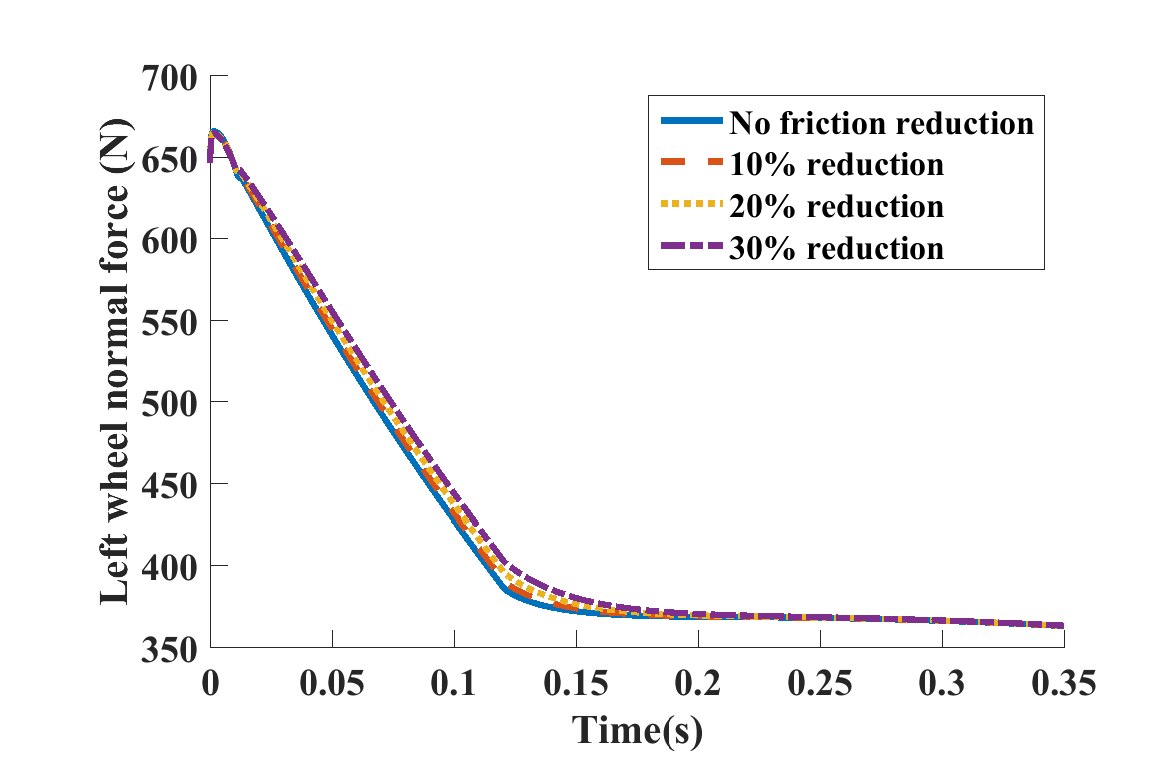 700
650
600
550
500
450
400
350
Left wheel normal force (N)
No friction reduction
10% reduction
20% reduction
30% reduction
0
0.05
0.1
0.15
0.2
0.25
0.3
0.35
Time(s)